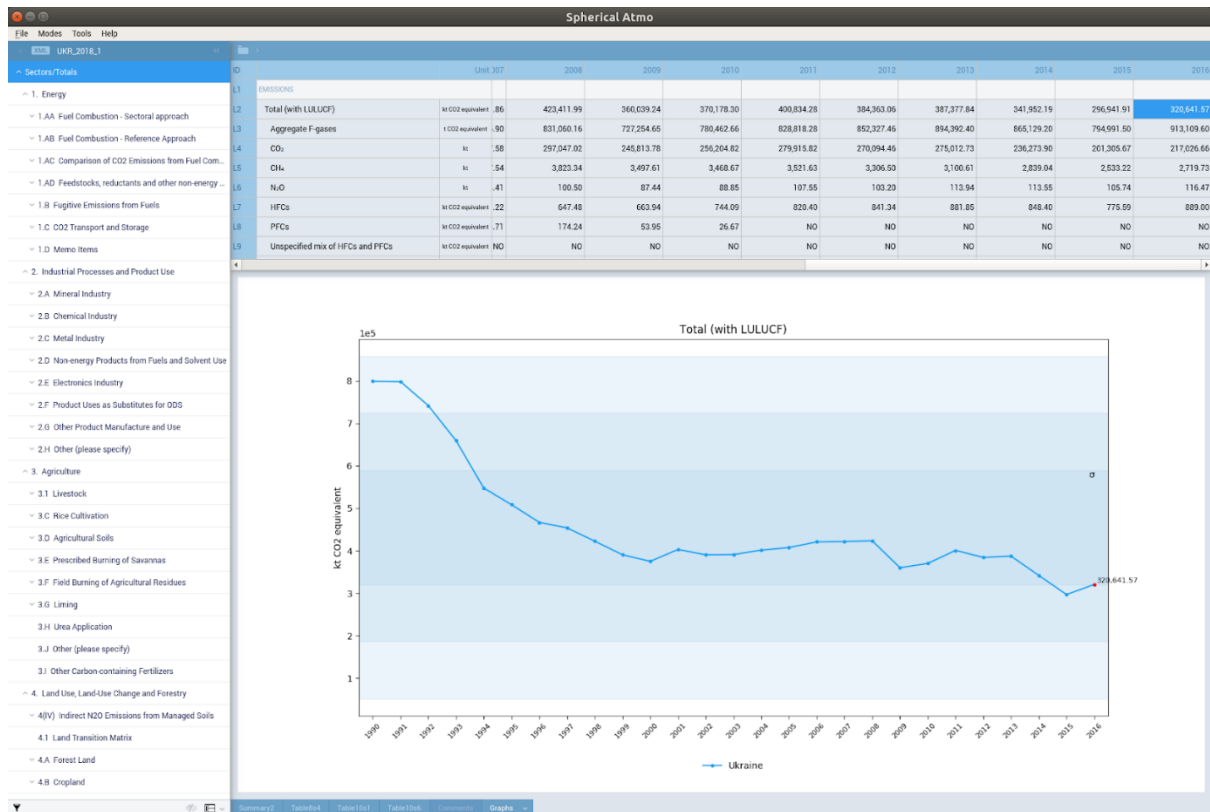 Spherical Atmo
File Modes Tools Help
XML UKR_2018_1
Sectors/Totals
1. Energy
1.AA Fuel Combustion - Sectoral approach
1.AB Fuel Combustion - Reference Approach
1.AC Comparison of CO2 Emissions from Fuel Com...
1.AD Feedstocks, reductants and other non-energy ...
1.B Fugitive Emissions from Fuels
1.C CO2 Transport and Storage
1.D Memo Items
2. Industrial Processes and Product Use
2.A Mineral Industry
2.B Chemical Industry
2.C Metal Industry
2.D Non-energy Products from Fuels and Solvent Use
2.E Electronics Industry
2.F Product Uses as Substitutes for ODS
2.G Other Product Manufacture and Use
2.H Other (please specify)
3. Agriculture
3.1 Livestock
3.C Rice Cultivation
3.D Agricultural Soils
3.E Prescribed Burning of Savannas
3.F Field Burning of Agricultural Residues
3.G Liming
3.H Urea Application
3.J Other (please specify)
3.I Other Carbon-containing Fertilizers
4. Land Use, Land-Use Change and Forestry
4(IV) Indirect N2O Emissions from Managed Soils
4.1 Land Transition Matrix
4.A Forest Land
4.B Cropland
ID Unit 007 2008 2009 2010 2011 2012 2013 2014 2015 2016
L1 EMISSIONS
L2 Total (with LULUCF) kt CO2 equivalent .86 423,411.99 360,039.24 370,178.30 400,834.28 384,363.06 387,377.84 341,952.19 296,941.91 320,641.57
L3 Aggregate F-gases t CO2 equivalent .90 831,060.16 727,254.65 780,462.66 828,818.28 852,327.46 894,392.40 865,129.20 794,991.50 913,109.60
L4 CO₂ kt .58 297,047.02 245,813.78 256,204.82 279,915.82 270,094.46 275,012.73 236,273.90 201,305.67 217,026.66
L5 CH₄ kt .54 3,823.34 3,497.61 3,468.67 3,521.63 3,306.50 3,100.61 2,839.04 2,533.22 2,719.73
L6 N₂O kt .41 100.50 87.44 88.85 107.55 103.20 113.94 113.55 105.74 116.47
L7 HFCs kt CO2 equivalent .22 647.48 663.94 744.09 820.40 841.34 881.85 848.40 775.59 889.00
L8 PFCs kt CO2 equivalent .71 174.24 53.95 26.67 NO NO NO NO NO NO
L9 Unspecified mix of HFCs and PFCs kt CO2 equivalent NO NO NO NO NO NO NO NO NO NO
Total (with LULUCF)
1e5
8
7
6
5
4
3
2
1
kt CO2 equivalent
σ
320,641.57
1990 1991 1992 1993 1994 1995 1996 1997 1998 1999 2000 2001 2002 2003 2004 2005 2006 2007 2008 2009 2010 2011 2012 2013 2014 2015 2016
Ukraine
Summary2 Table8s4 Table10s1 Table10s6 Comments Graphs